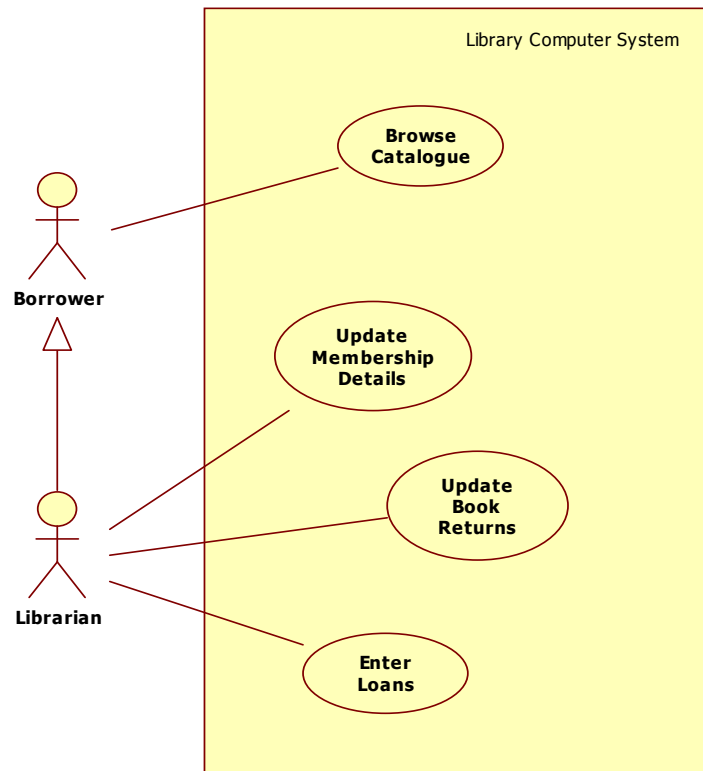 Library Computer System
Browse
Catalogue
Borrower
Update
Membership
Details
Update
Book
Returns
Librarian
Enter
Loans